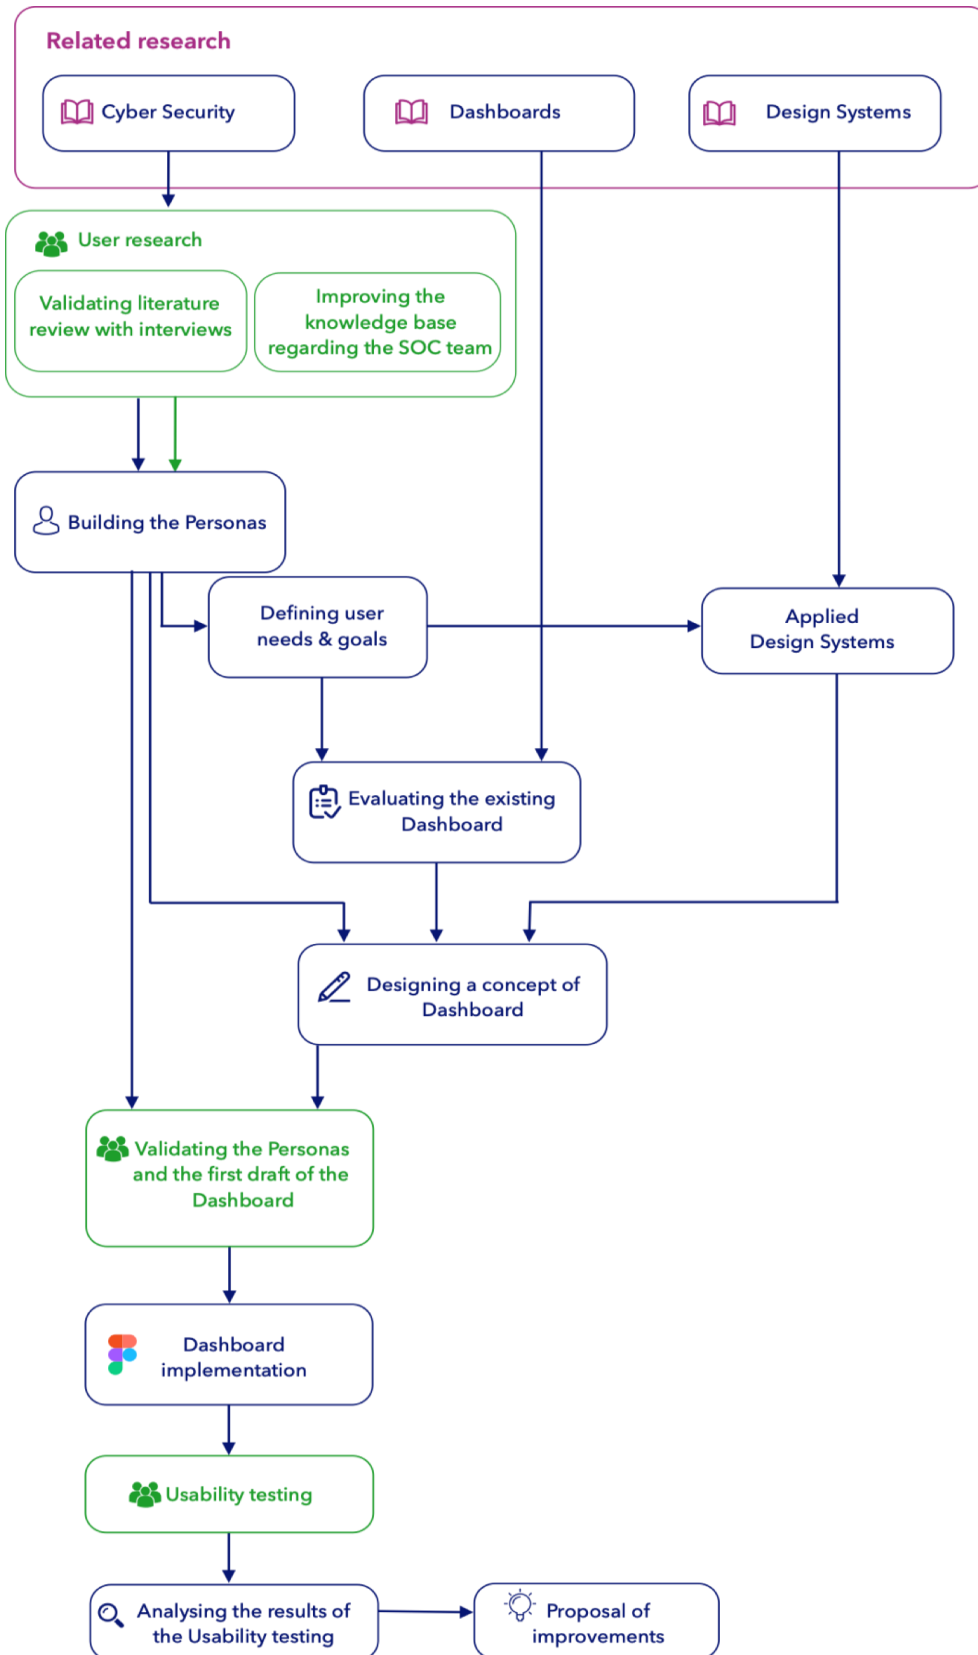 Related research
Cyber Security
Dashboards
Design Systems
User research
Validating literature
review with interviews
Improving the
knowledge base
regarding the SOC team
Building the Personas
Defining user
needs & goals
Applied
Design Systems
Evaluating the existing
Dashboard
Designing a concept of
Dashboard
Validating the Personas
and the first draft of the
Dashboard
Dashboard
implementation
Usability testing
Analysing the results of
the Usability testing
Proposal of
improvements